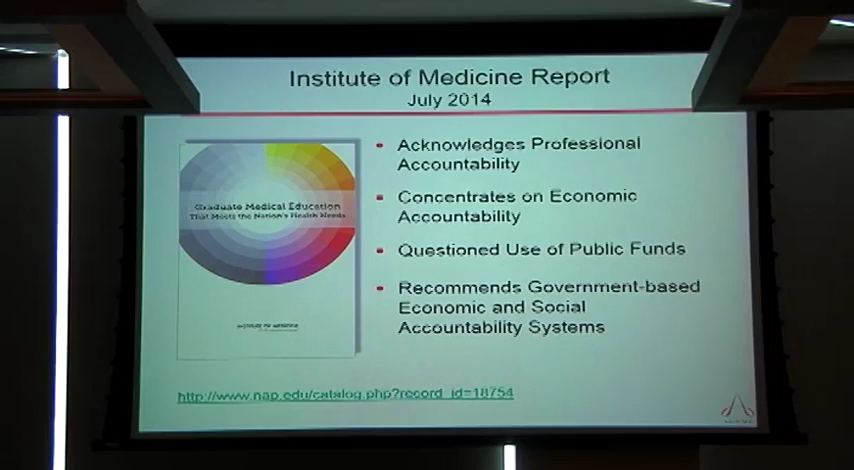 Institute of Medicine Report
July 2014
Graduate Medical Education
That Meets the Nation's Health Needs
INSTITUTE OF MEDICINE
• Acknowledges Professional
Accountability
• Concentrates on Economic
Accountability
• Questioned Use of Public Funds
• Recommends Government-based
Economic and Social
Accountability Systems
http://www.nap.edu/catalog.php?record_id=18754